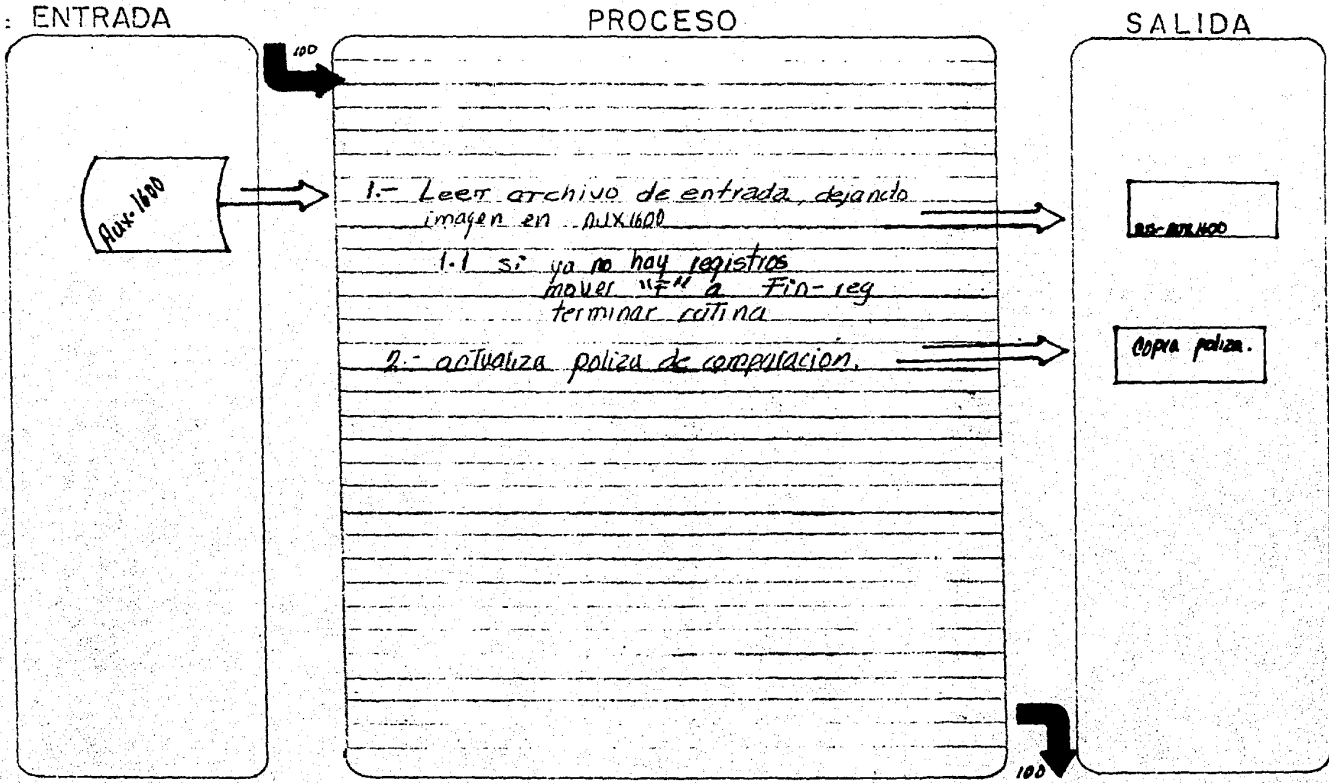 : ENTRADA
PROCESO
SALIDA
100
Aux-1600
1.- Leer archivo de entrada, dejando
imagen en AUX1600
1.1 si ya no hay registros
mover "F" a Fin-reg
terminar rutina
2.- actualiza poliza de comparación.
Copia poliza.
100